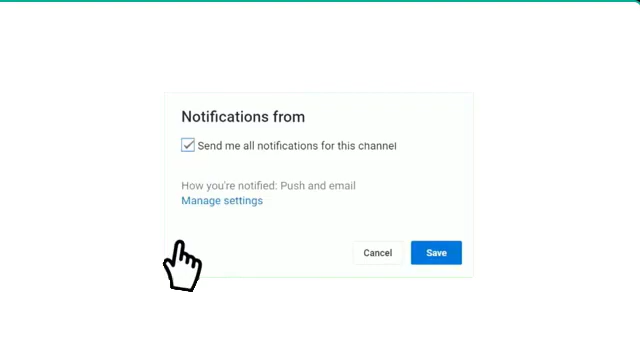 Notifications from
Send me all notifications for this channel
How you're notified: Push and email
Manage settings
Cancel Save